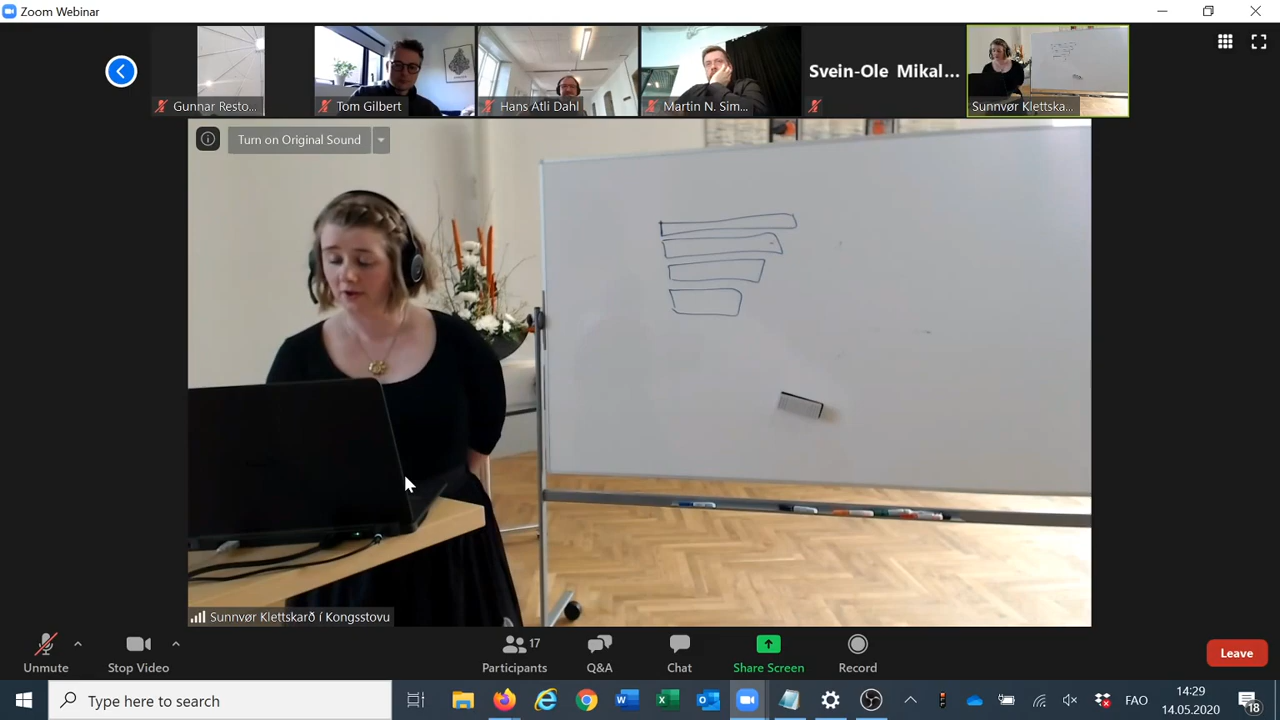 Zoom Webinar
Gunnar Resto...
Tom Gilbert
Hans Atli Dahl
Martin N. Sim...
Svein-Ole Mikal...
Sunnvør Klettska...
Turn on Original Sound
Sunnvør Klettskarð í Kongsstovu
Unmute
Stop Video
17
Participants
Q&A
Chat
Share Screen
Record
Leave
Type here to search
FAO
14:29
14.05.2020
18